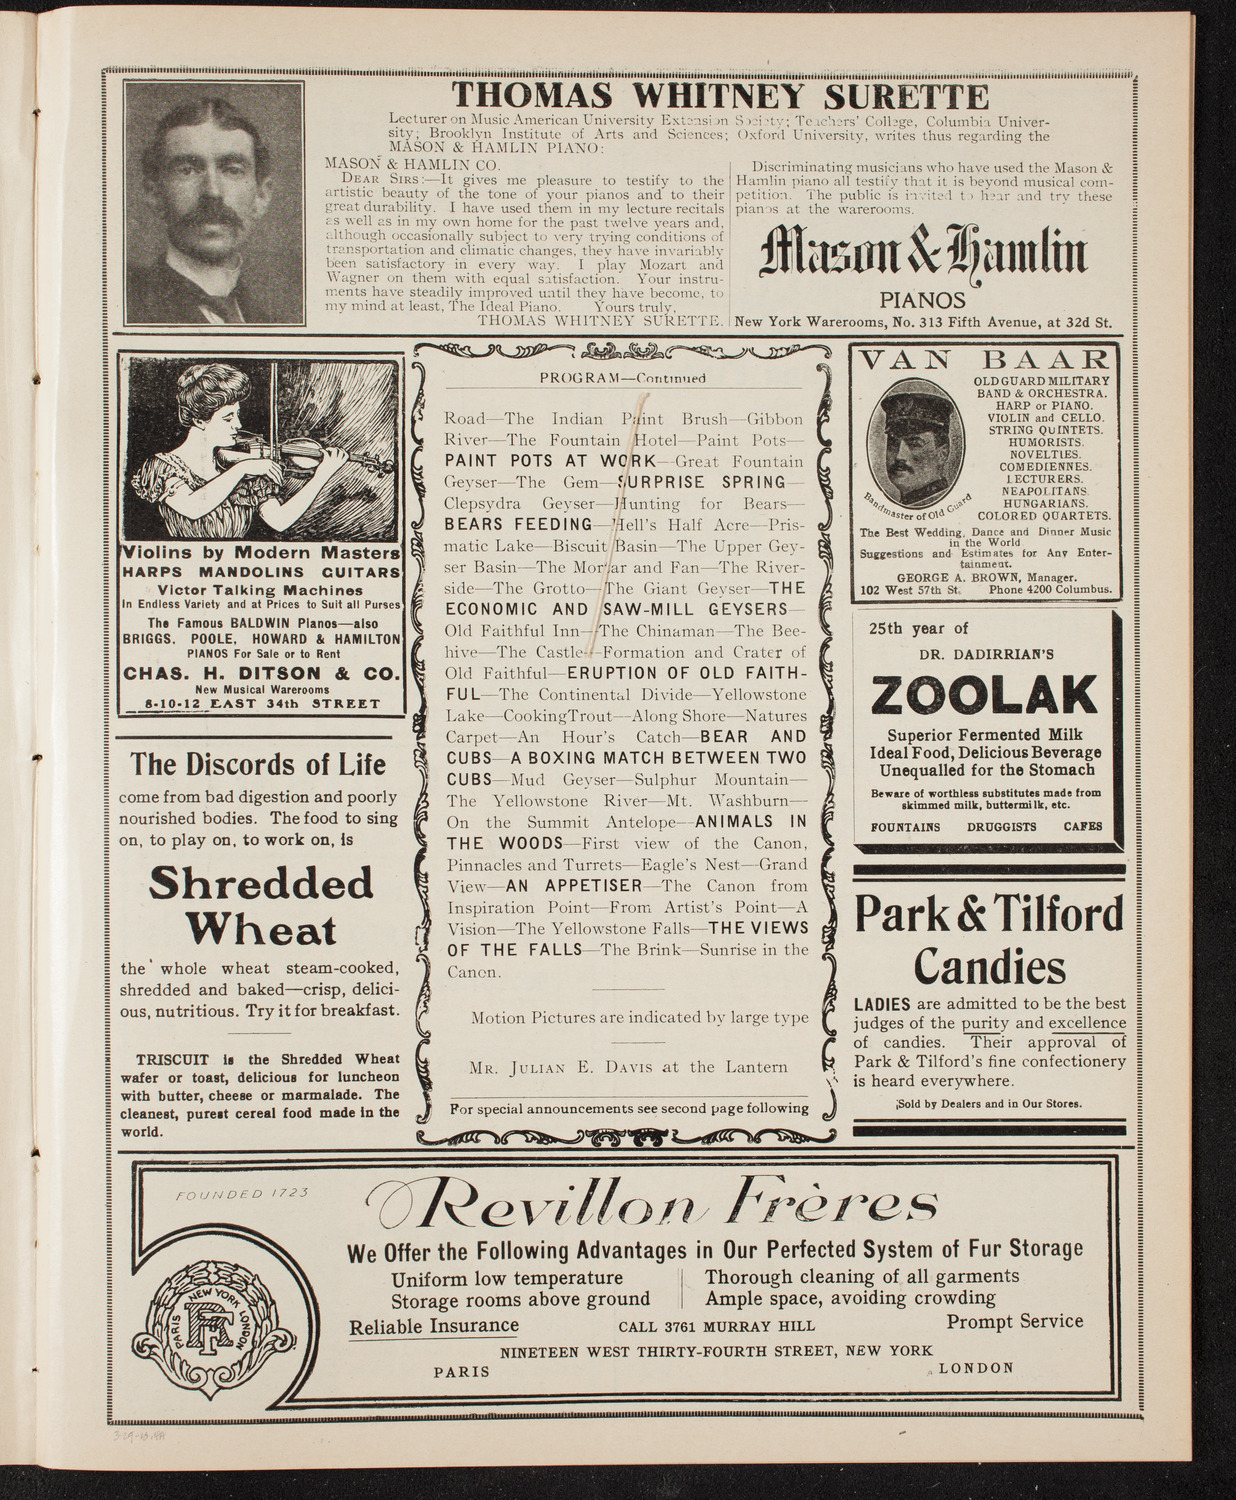 THOMAS WHITNEY SURETTE
Lecturer on Music American University Extension Society; Teachers' College, Columbia Univer-
sity; Brooklyn Institute of Arts and Sciences; Oxford University, writes thus regarding the
MASON & HAMLIN PIANO:
MASON & HAMLIN CO.
DEAR SIRS:—It gives me pleasure to testify to the
artistic beauty of the tone of your pianos and to their
great durability. I have used them in my lecture recitals
as well as in my own home for the past twelve years and,
although occasionally subject to very trying conditions of
transportation and climatic changes, they have invariably
been satisfactory in every way. I play Mozart and
Wagner on them with equal satisfaction. Your instru-
ments have steadily improved until they have become, to
my mind at least, The Ideal Piano. Yours truly,
THOMAS WHITNEY SURETTE.
Discriminating musicians who have used the Mason &
Hamlin piano all testify that it is beyond musical com-
petition. The public is invited to hear and try these
pianos at the warerooms.
Mason & Hamlin
PIANOS
New York Warerooms, No. 313 Fifth Avenue, at 32d St.
Violins by Modern Masters
HARPS MANDOLINS GUITARS
Victor Talking Machines
In Endless Variety and at Prices to Suit all Purses
The Famous BALDWIN Pianos—also
BRIGGS, POOLE, HOWARD & HAMILTON
PIANOS For Sale or to Rent
CHAS. H. DITSON & CO.
New Musical Warerooms
8-10-12 EAST 34th STREET
The Discords of Life
come from bad digestion and poorly
nourished bodies. The food to sing
on, to play on, to work on, is
Shredded
Wheat
the whole wheat steam-cooked,
shredded and baked—crisp, delici-
ous, nutritious. Try it for breakfast.
TRISCUIT is the Shredded Wheat
wafer or toast, delicious for luncheon
with butter, cheese or marmalade. The
cleanest, purest cereal food made in the
world.
PROGRAM—Continued
Road—The Indian Paint Brush—Gibbon
River—The Fountain Hotel—Paint Pots—
PAINT POTS AT WORK—Great Fountain
Geyser—The Gem—SURPRISE SPRING—
Clepsydra Geyser—Hunting for Bears—
BEARS FEEDING—Hell's Half Acre—Pris-
matic Lake—Biscuit Basin—The Upper Gey-
ser Basin—The Mortar and Fan—The River-
side—The Grotto—The Giant Geyser—THE
ECONOMIC AND SAW-MILL GEYSERS—
Old Faithful Inn—The Chinaman—The Bee-
hive—The Castle—Formation and Crater of
Old Faithful—ERUPTION OF OLD FAITH-
FUL—The Continental Divide—Yellowstone
Lake—CookingTrout—Along Shore—Natures
Carpet—An Hour's Catch—BEAR AND
CUBS—A BOXING MATCH BETWEEN TWO
CUBS—Mud Geyser—Sulphur Mountain—
The Yellowstone River—Mt. Washburn—
On the Summit Antelope—ANIMALS IN
THE WOODS—First view of the Canon,
Pinnacles and Turrets—Eagle's Nest—Grand
View—AN APPETISER—The Canon from
Inspiration Point—From Artist's Point—A
Vision—The Yellowstone Falls—THE VIEWS
OF THE FALLS—The Brink—Sunrise in the
Canon.
Motion Pictures are indicated by large type
MR. JULIAN E. DAVIS at the Lantern
For special announcements see second page following
VAN BAAR
OLD GUARD MILITARY
BAND & ORCHESTRA.
HARP or PIANO.
VIOLIN and CELLO.
STRING QUINTETS.
HUMORISTS.
NOVELTIES.
COMEDIENNES.
LECTURERS.
NEAPOLITANS.
HUNGARIANS.
COLORED QUARTETS.
Bandmaster of Old Guard
The Best Wedding, Dance and Dinner Music
in the World
Suggestions and Estimates for Any Enter-
tainment.
GEORGE A. BROWN, Manager.
102 West 57th St. Phone 4200 Columbus.
25th year of
DR. DADIRRIAN'S
ZOOLAK
Superior Fermented Milk
Ideal Food, Delicious Beverage
Unequalled for the Stomach
Beware of worthless substitutes made from
skimmed milk, buttermilk, etc.
FOUNTAINS DRUGGISTS CAFES
Park & Tilford
Candies
LADIES are admitted to be the best
judges of the purity and excellence
of candies. Their approval of
Park & Tilford's fine confectionery
is heard everywhere.
Sold by Dealers and in Our Stores.
FOUNDED 1723
Revillon Frères
We Offer the Following Advantages in Our Perfected System of Fur Storage
Uniform low temperature
Storage rooms above ground
Thorough cleaning of all garments
Ample space, avoiding crowding
Reliable Insurance CALL 3761 MURRAY HILL Prompt Service
NINETEEN WEST THIRTY-FOURTH STREET, NEW YORK
PARIS LONDON
PARIS NEW YORK LONDON
RF